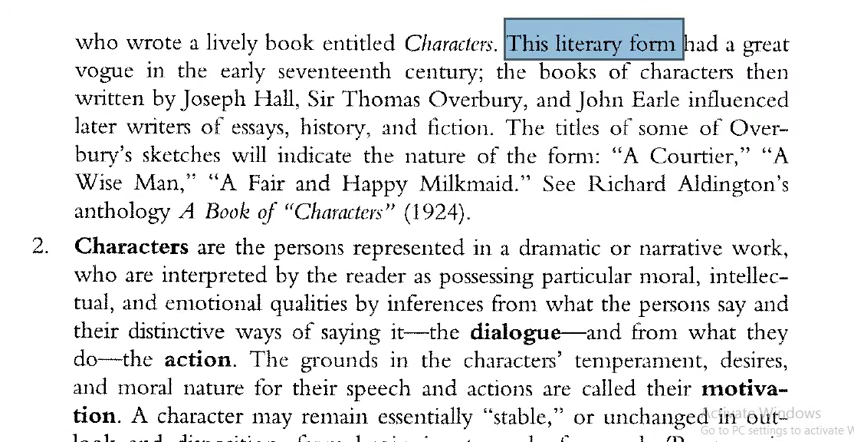 who wrote a lively book entitled Characters. This literary form had a great
vogue in the early seventeenth century; the books of characters then
written by Joseph Hall, Sir Thomas Overbury, and John Earle influenced
later writers of essays, history, and fiction. The titles of some of Over-
bury's sketches will indicate the nature of the form: “A Courtier,” “A
Wise Man,” “A Fair and Happy Milkmaid.” See Richard Aldington's
anthology A Book of “Characters” (1924).
2. Characters are the persons represented in a dramatic or narrative work,
who are interpreted by the reader as possessing particular moral, intellec-
tual, and emotional qualities by inferences from what the persons say and
their distinctive ways of saying it—the dialogue—and from what they
do—the action. The grounds in the characters' temperament, desires,
and moral nature for their speech and actions are called their motiva-
tion. A character may remain essentially “stable,” or unchanged in out-
Activate Windows
Go to PC settings to activate W